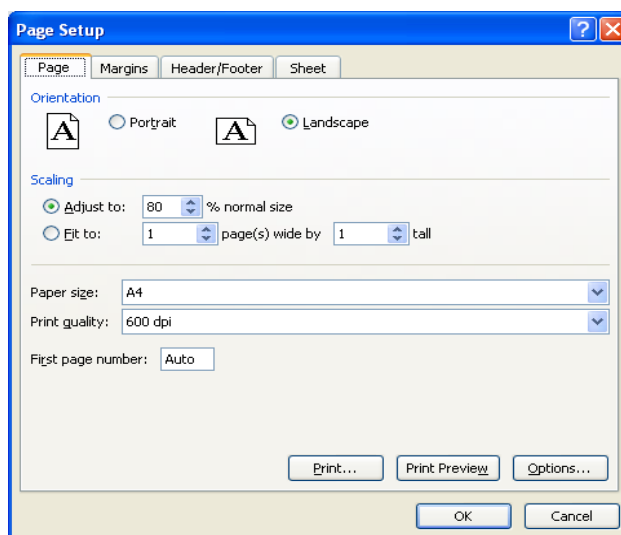 Page Setup
Page Margins Header/Footer Sheet
Orientation
A Portrait A Landscape
Scaling
Adjust to: 80 % normal size
Fit to: 1 page(s) wide by 1 tall
Paper size: A4
Print quality: 600 dpi
First page number: Auto
Print... Print Preview Options...
OK Cancel